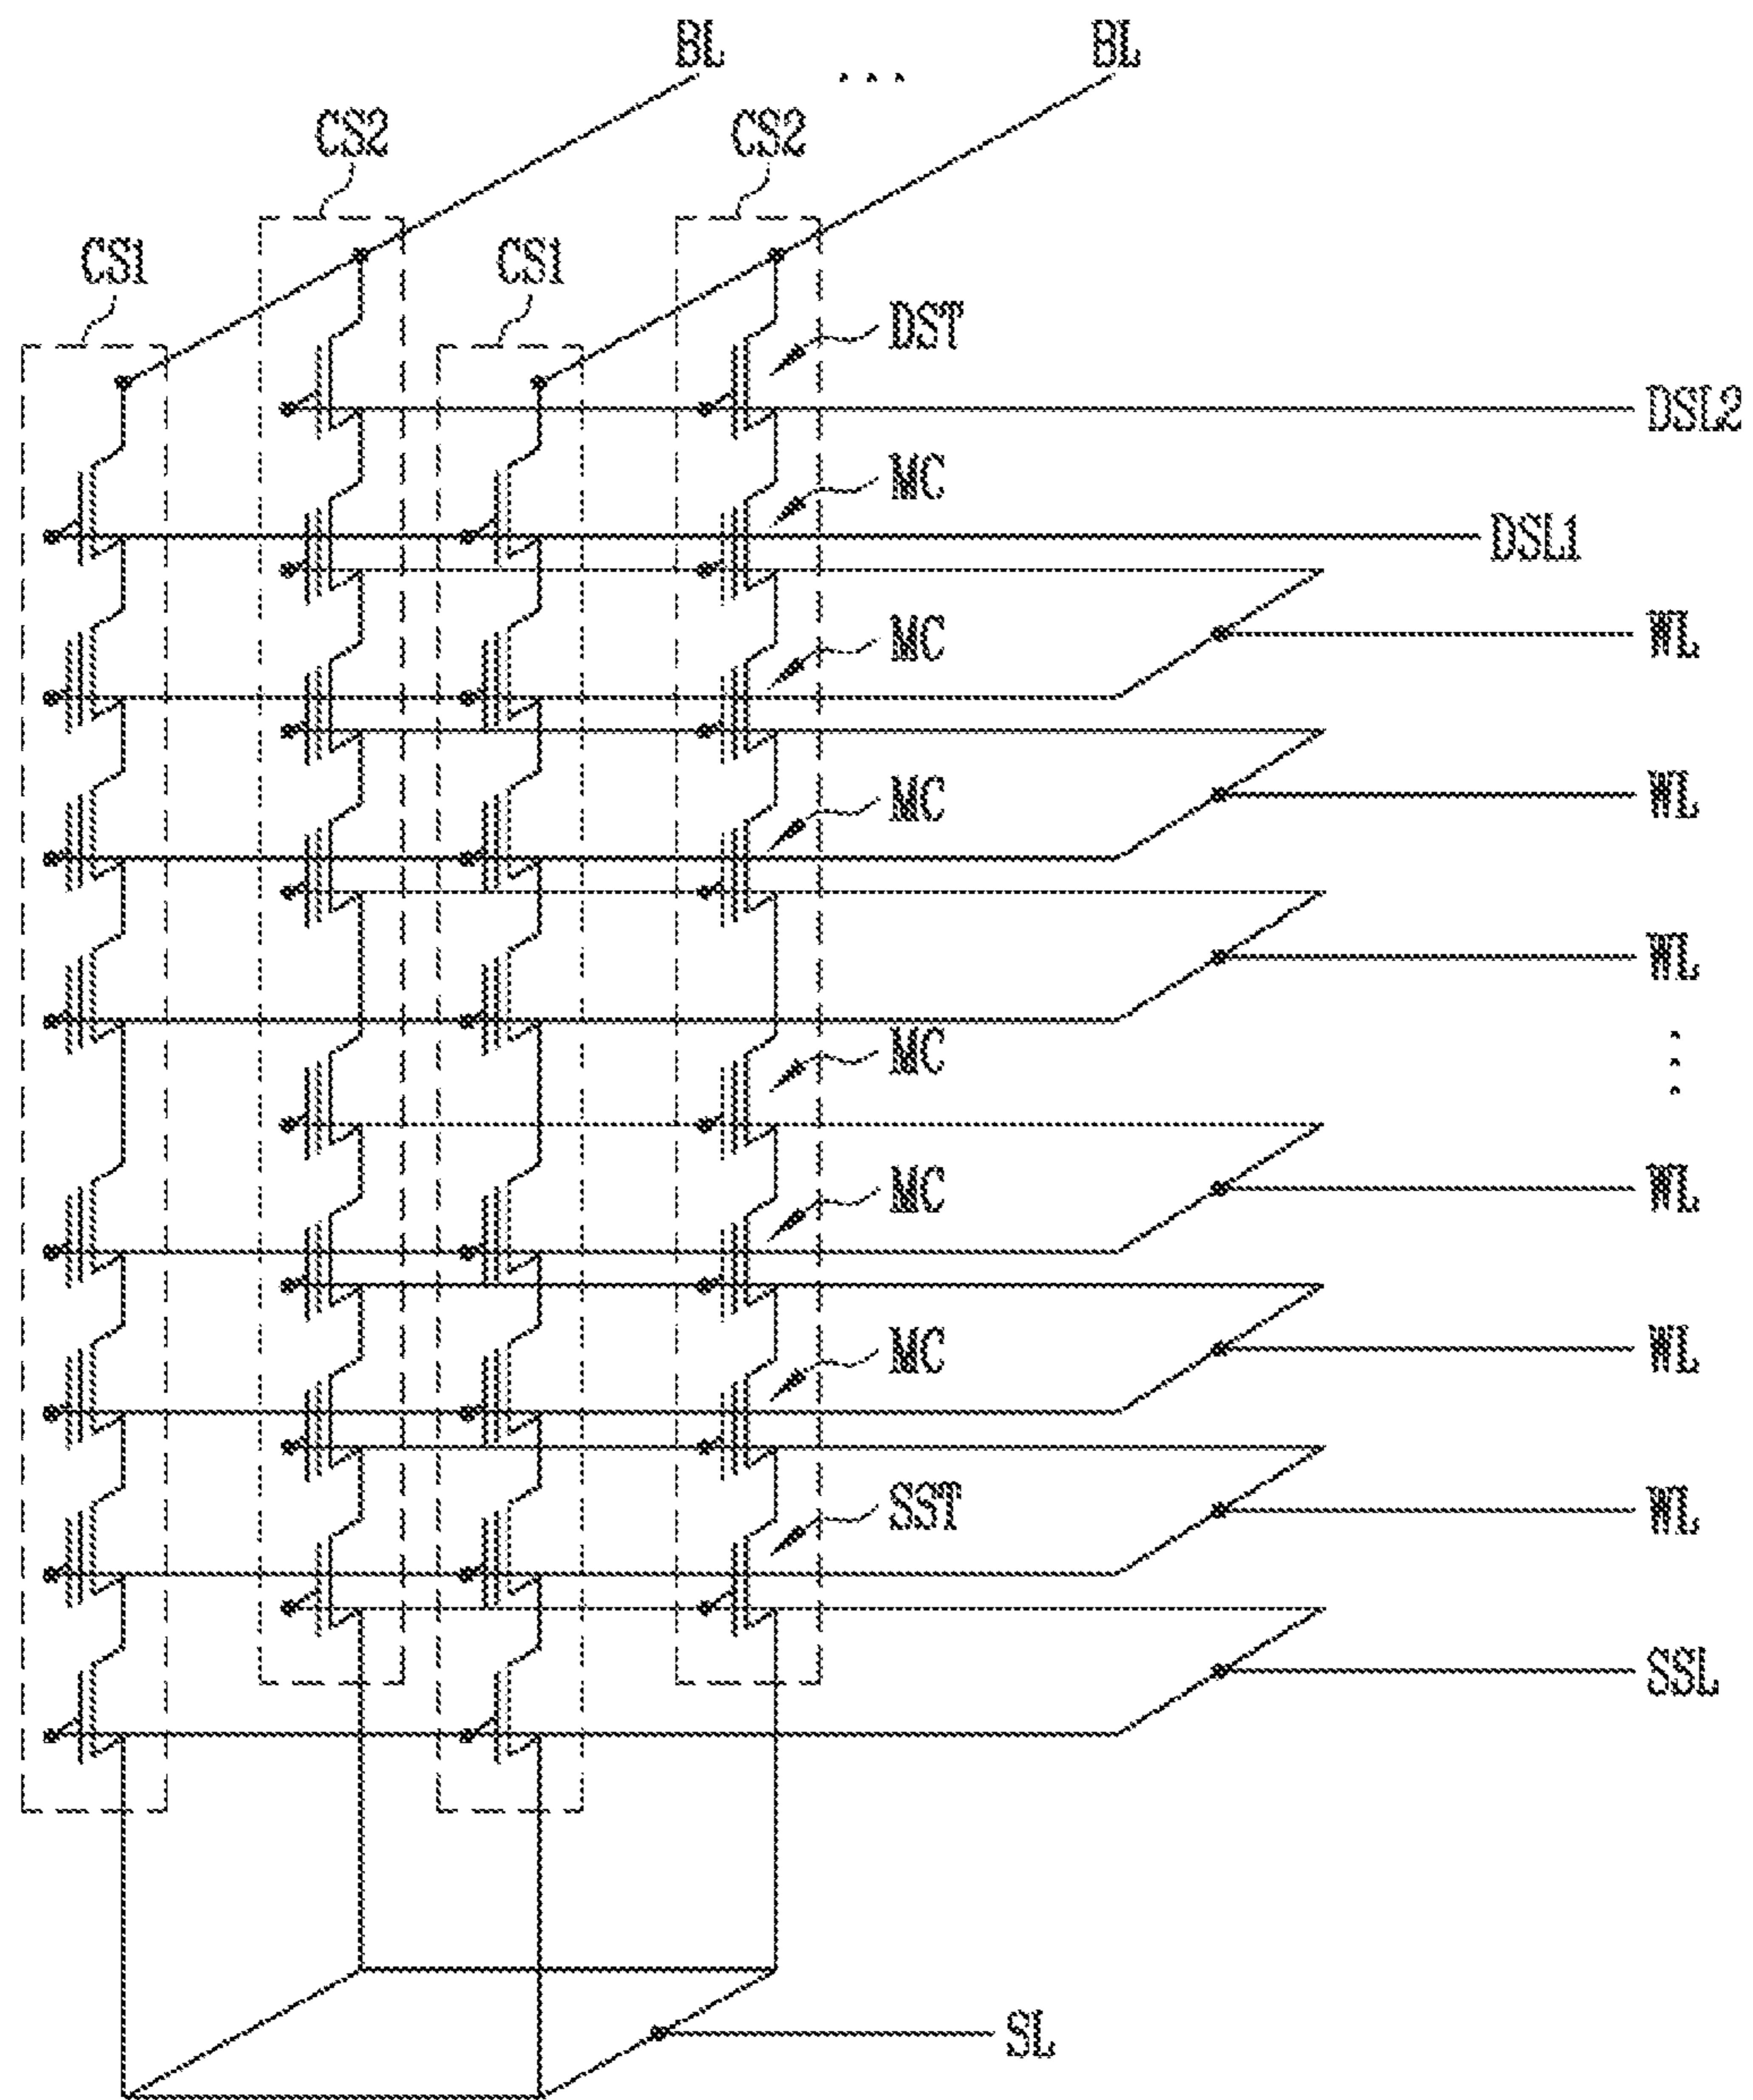 BL ... BL
CS2 CS2
CS1 CS1
DST
DSL2
MC
DSL1
MC WL
MC WL
WL
MC
⋮
MC WL
MC WL
SST WL
SSL
SL